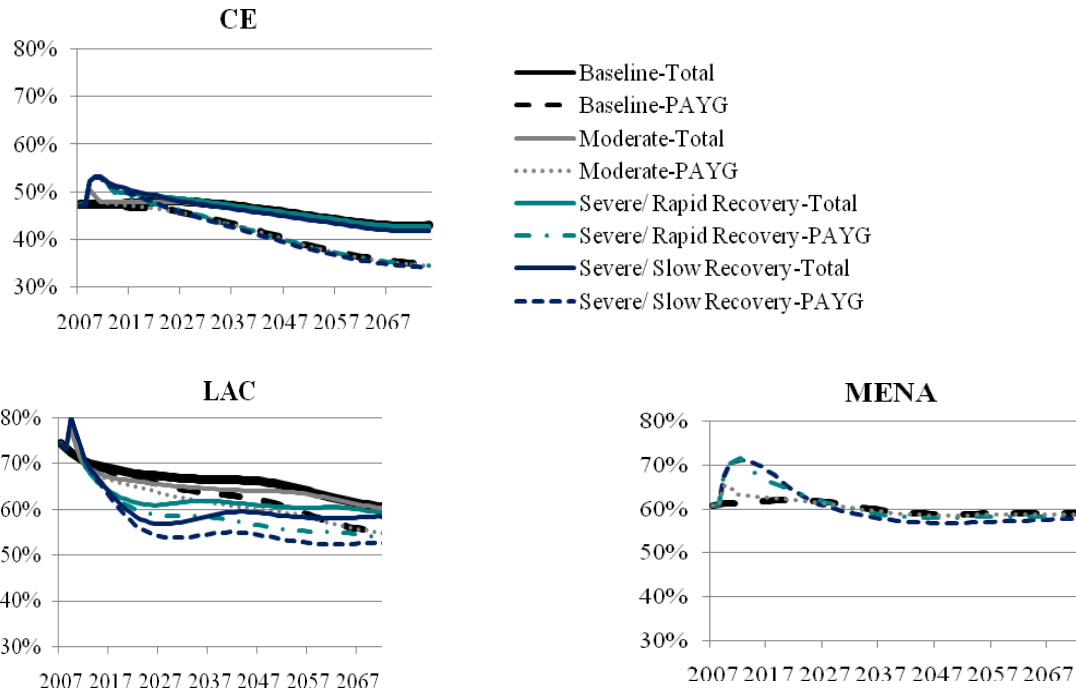 CE
80%
70%
60%
50%
40%
30%
2007 2017 2027 2037 2047 2057 2067
Baseline-Total
Baseline-PAYG
Moderate-Total
Moderate-PAYG
Severe/ Rapid Recovery-Total
Severe/ Rapid Recovery-PAYG
Severe/ Slow Recovery-Total
Severe/ Slow Recovery-PAYG
LAC
80%
70%
60%
50%
40%
30%
2007 2017 2027 2037 2047 2057 2067
MENA
80%
70%
60%
50%
40%
30%
2007 2017 2027 2037 2047 2057 2067